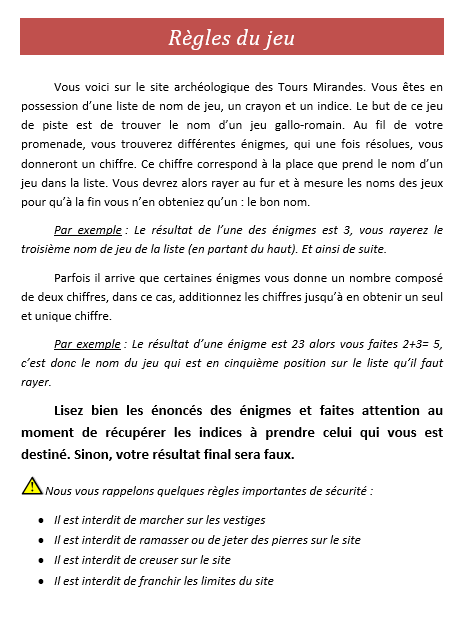 Règles du jeu
Vous voici sur le site archéologique des Tours Mirandes. Vous êtes en
possession d’une liste de nom de jeu, un crayon et un indice. Le but de ce jeu
de piste est de trouver le nom d’un jeu gallo-romain. Au fil de votre
promenade, vous trouverez différentes énigmes, qui une fois résolues, vous
donneront un chiffre. Ce chiffre correspond à la place que prend le nom d’un
jeu dans la liste. Vous devrez alors rayer au fur et à mesure les noms des jeux
pour qu’à la fin vous n’en obteniez qu’un : le bon nom.
Par exemple : Le résultat de l’une des énigmes est 3, vous rayerez le
troisième nom de jeu de la liste (en partant du haut). Et ainsi de suite.
Parfois il arrive que certaines énigmes vous donne un nombre composé
de deux chiffres, dans ce cas, additionnez les chiffres jusqu’à en obtenir un seul
et unique chiffre.
Par exemple : Le résultat d’une énigme est 23 alors vous faites 2+3= 5,
c’est donc le nom du jeu qui est en cinquième position sur le liste qu’il faut
rayer.
Lisez bien les énoncés des énigmes et faites attention au
moment de récupérer les indices à prendre celui qui vous est
destiné. Sinon, votre résultat final sera faux.
Nous vous rappelons quelques règles importantes de sécurité :
• Il est interdit de marcher sur les vestiges
• Il est interdit de ramasser ou de jeter des pierres sur le site
• Il est interdit de creuser sur le site
• Il est interdit de franchir les limites du site